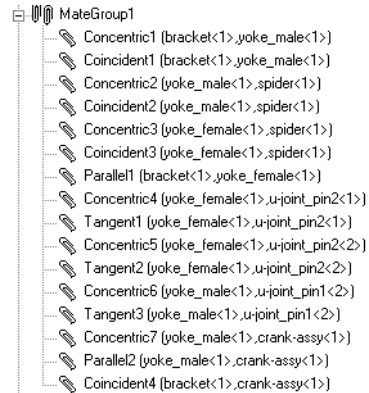 MateGroup1
Concentric1 (bracket<1>,yoke_male<1>)
Coincident1 (bracket<1>,yoke_male<1>)
Concentric2 (yoke_male<1>,spider<1>)
Coincident2 (yoke_male<1>,spider<1>)
Concentric3 (yoke_female<1>,spider<1>)
Coincident3 (yoke_female<1>,spider<1>)
Parallel1 (bracket<1>,yoke_female<1>)
Concentric4 (yoke_female<1>,u-joint_pin2<1>)
Tangent1 (yoke_female<1>,u-joint_pin2<1>)
Concentric5 (yoke_female<1>,u-joint_pin2<2>)
Tangent2 (yoke_female<1>,u-joint_pin2<2>)
Concentric6 (yoke_male<1>,u-joint_pin1<2>)
Tangent3 (yoke_male<1>,u-joint_pin1<2>)
Concentric7 (yoke_male<1>,crank-assy<1>)
Parallel2 (yoke_male<1>,crank-assy<1>)
Coincident4 (bracket<1>,crank-assy<1>)